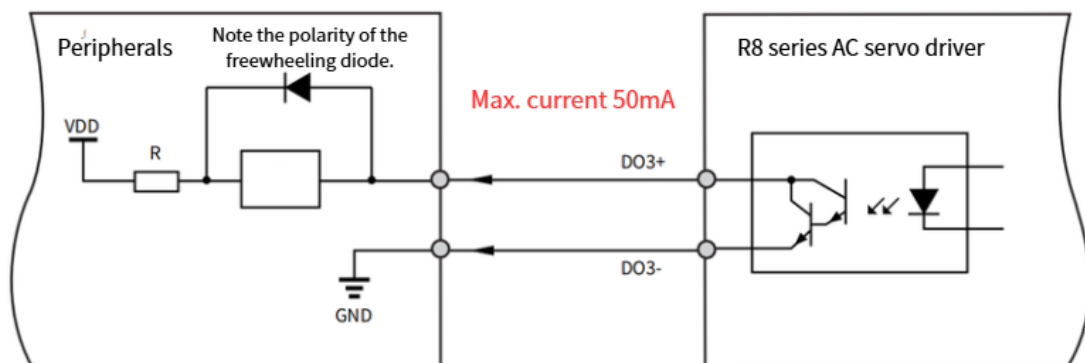 Peripherals
Note the polarity of the
freewheeling diode.
R8 series AC servo driver
Max. current 50mA
VDD
R
DO3+
DO3-
GND